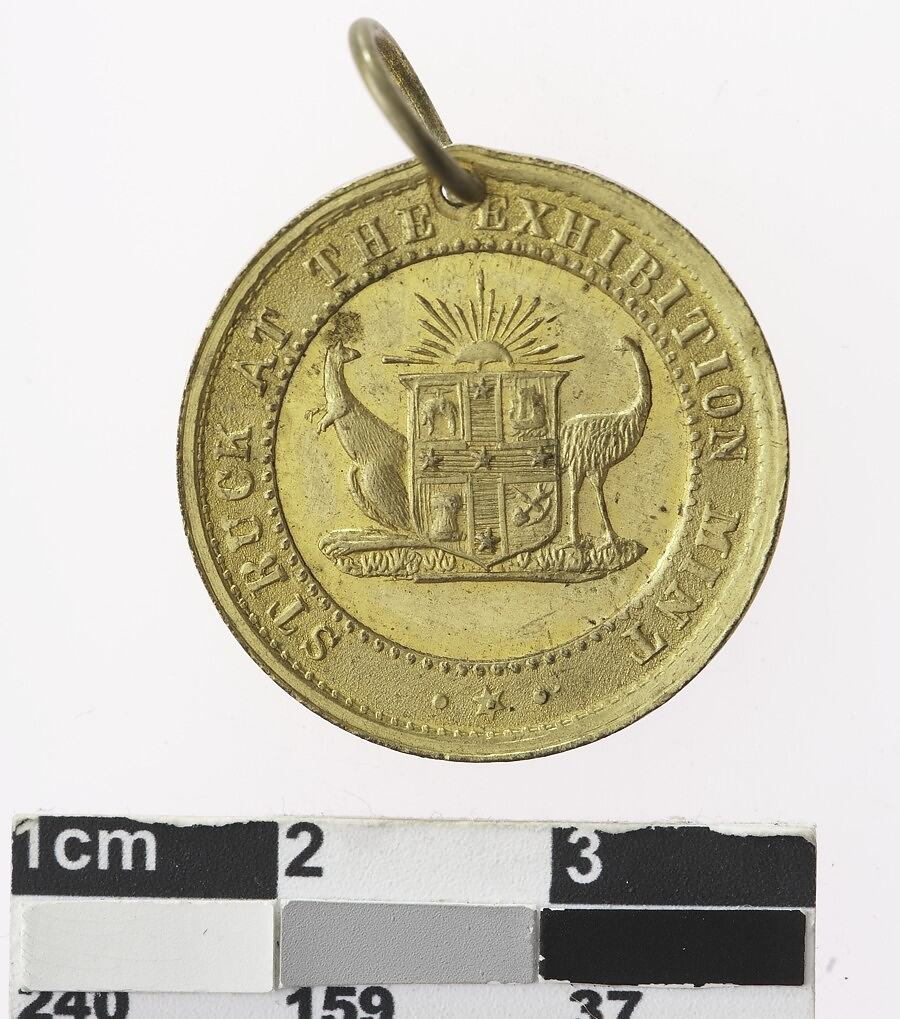 STRUCK AT THE EXHIBITION MINT
1cm 2 3
240 159 37